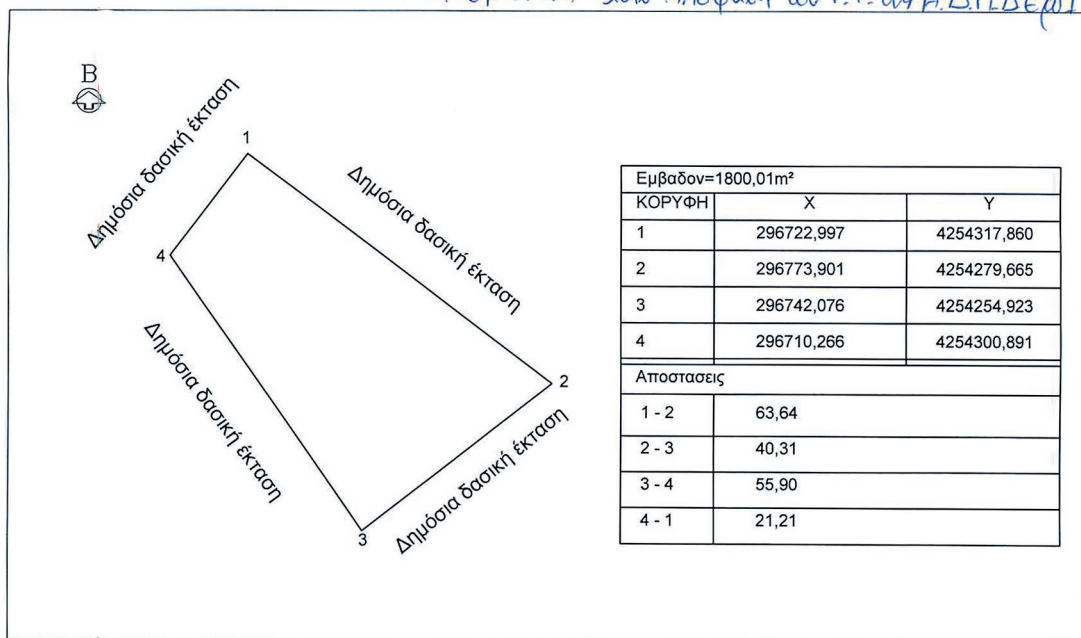 Β
1
Δημόσια δασική έκταση
Δημόσια δασική έκταση
4
Δημόσια δασική έκταση
2
Δημόσια δασική έκταση
3
Εμβαδον=1800,01m²
ΚΟΡΥΦΗ Χ Υ
1 296722,997 4254317,860
2 296773,901 4254279,665
3 296742,076 4254254,923
4 296710,266 4254300,891
Αποστασεις
1 - 2 63,64
2 - 3 40,31
3 - 4 55,90
4 - 1 21,21